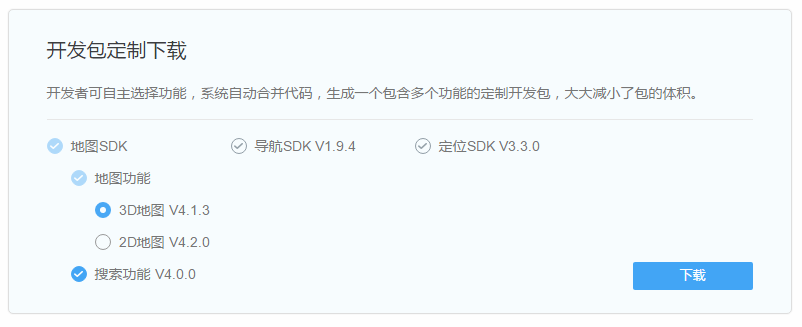 开发包定制下载
开发者可自主选择功能，系统自动合并代码，生成一个包含多个功能的定制开发包，大大减小了包的体积。
地图SDK 导航SDK V1.9.4 定位SDK V3.3.0
地图功能
3D地图 V4.1.3
2D地图 V4.2.0
搜索功能 V4.0.0
下载